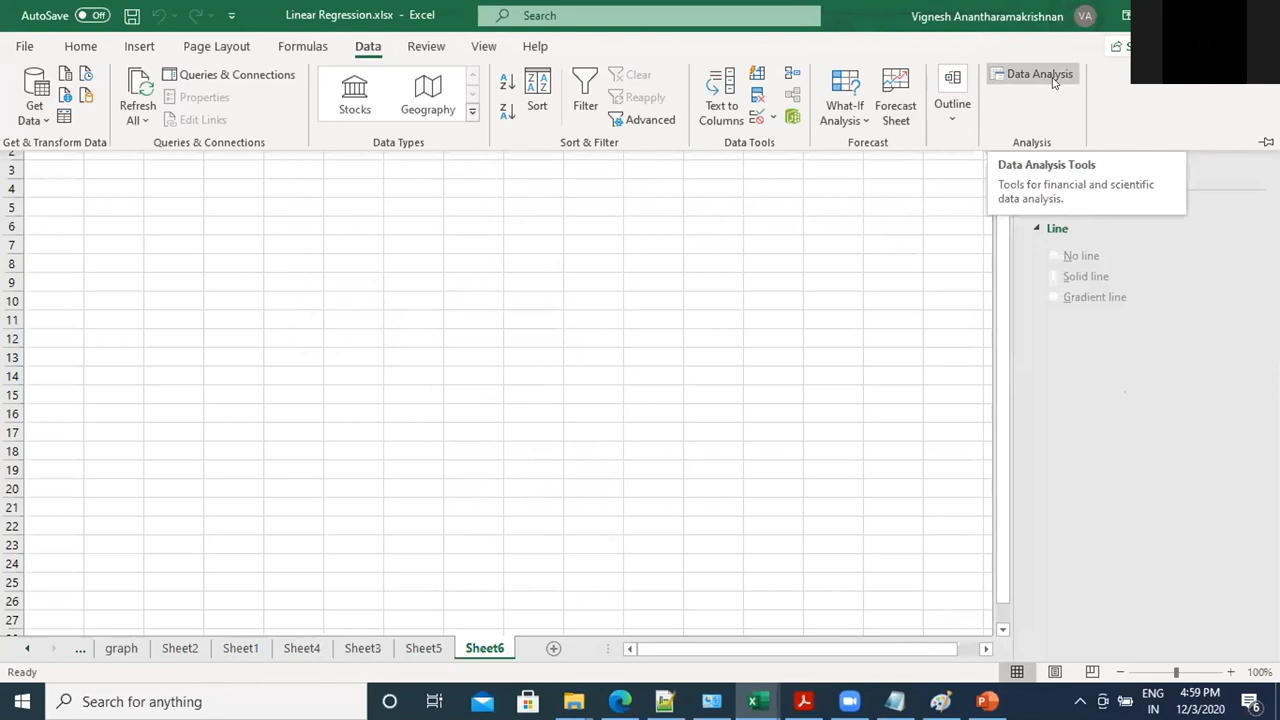 AutoSave Off Linear Regression.xlsx - Excel Search Vignesh Anantharamakrishnan VA
File Home Insert Page Layout Formulas Data Review View Help
Get Data
Refresh All
Queries & Connections
Properties
Edit Links
Stocks
Geography
Sort
Filter
Clear
Reapply
Advanced
Text to Columns
What-If Analysis
Forecast Sheet
Outline
Data Analysis
Get & Transform Data Queries & Connections Data Types Sort & Filter Data Tools Forecast Analysis
Data Analysis Tools
Tools for financial and scientific
data analysis.
Line
No line
Solid line
Gradient line
3
4
5
6
7
8
9
10
11
12
13
14
15
16
17
18
19
20
21
22
23
24
25
26
27
... graph Sheet2 Sheet1 Sheet4 Sheet3 Sheet5 Sheet6
Ready 100%
Search for anything
ENG
IN
4:59 PM
12/3/2020
6